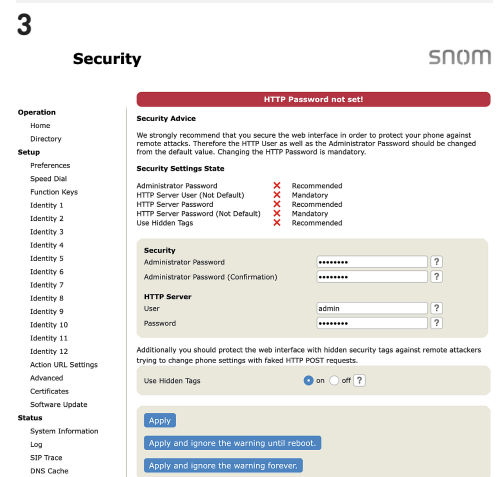 3
Security
snom
HTTP Password not set!
Operation
Home
Directory
Setup
Preferences
Speed Dial
Function Keys
Identity 1
Identity 2
Identity 3
Identity 4
Identity 5
Identity 6
Identity 7
Identity 8
Identity 9
Identity 10
Identity 11
Identity 12
Action URL Settings
Advanced
Certificates
Software Update
Status
System Information
Log
SIP Trace
DNS Cache
Security Advice
We strongly recommend that you secure the web interface in order to protect your phone against
remote attacks. Therefore the HTTP User as well as the Administrator Password should be changed
from the default value. Changing the HTTP Password is mandatory.
Security Settings State
Administrator Password ❌ Recommended
HTTP Server User (Not Default) ❌ Mandatory
HTTP Server Password ❌ Recommended
HTTP Server Password (Not Default) ❌ Mandatory
Use Hidden Tags ❌ Recommended
Security
Administrator Password •••••••• ?
Administrator Password (Confirmation) •••••••• ?
HTTP Server
User admin ?
Password •••••••• ?
Additionally you should protect the web interface with hidden security tags against remote attackers
trying to change phone settings with faked HTTP POST requests.
Use Hidden Tags on off ?
Apply
Apply and ignore the warning until reboot.
Apply and ignore the warning forever.